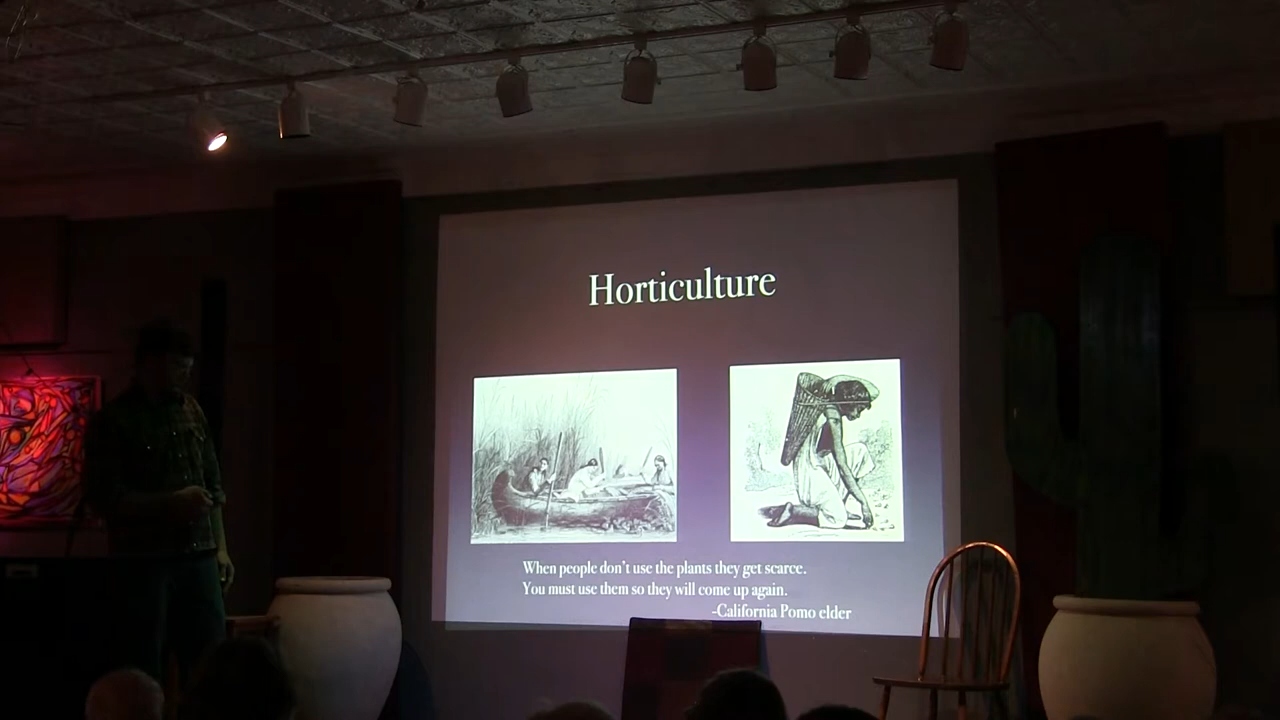 Horticulture
When people don't use the plants they get scarce.
You must use them so they will come up again.
-California Pomo elder